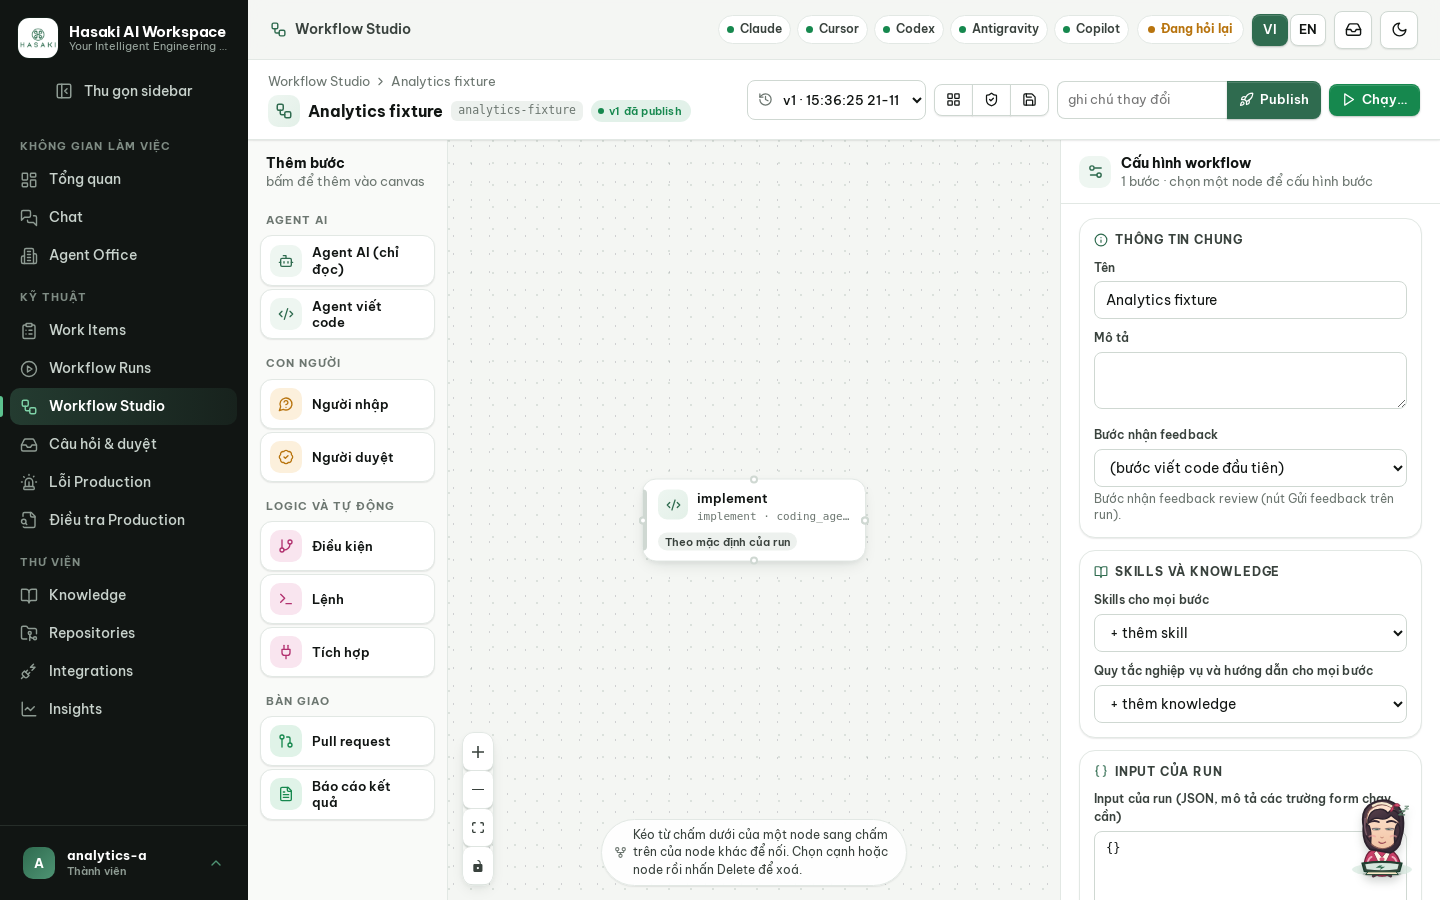 HASAKI
Hasaki AI Workspace
Your Intelligent Engineering ...
Thu gọn sidebar
KHÔNG GIAN LÀM VIỆC
Tổng quan
Chat
Agent Office
KỸ THUẬT
Work Items
Workflow Runs
Workflow Studio
Câu hỏi & duyệt
Lỗi Production
Điều tra Production
THƯ VIỆN
Knowledge
Repositories
Integrations
Insights
A
analytics-a
Thành viên
Workflow Studio
Claude
Cursor
Codex
Antigravity
Copilot
Đang hỏi lại
VI
EN
Workflow Studio > Analytics fixture
Analytics fixture
analytics-fixture
v1 đã publish
v1 · 15:36:25 21-11
ghi chú thay đổi
Publish
Chạy...
Thêm bước
bấm để thêm vào canvas
AGENT AI
Agent AI (chỉ
đọc)
Agent viết
code
CON NGƯỜI
Người nhập
Người duyệt
LOGIC VÀ TỰ ĐỘNG
Điều kiện
Lệnh
Tích hợp
BÀN GIAO
Pull request
Báo cáo kết
quả
implement
implement · coding_age...
Theo mặc định của run
Kéo từ chấm dưới của một node sang chấm
trên của node khác để nối. Chọn cạnh hoặc
node rồi nhấn Delete để xoá.
Cấu hình workflow
1 bước · chọn một node để cấu hình bước
THÔNG TIN CHUNG
Tên
Analytics fixture
Mô tả
Bước nhận feedback
(bước viết code đầu tiên)
Bước nhận feedback review (nút Gửi feedback trên
run).
SKILLS VÀ KNOWLEDGE
Skills cho mọi bước
+ thêm skill
Quy tắc nghiệp vụ và hướng dẫn cho mọi bước
+ thêm knowledge
INPUT CỦA RUN
Input của run (JSON, mô tả các trường form chạy
cần)
{}